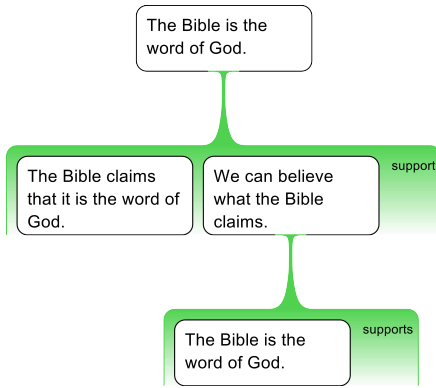 The Bible is the
word of God.
The Bible claims
that it is the word of
God.
We can believe
what the Bible
claims.
support
The Bible is the
word of God.
supports